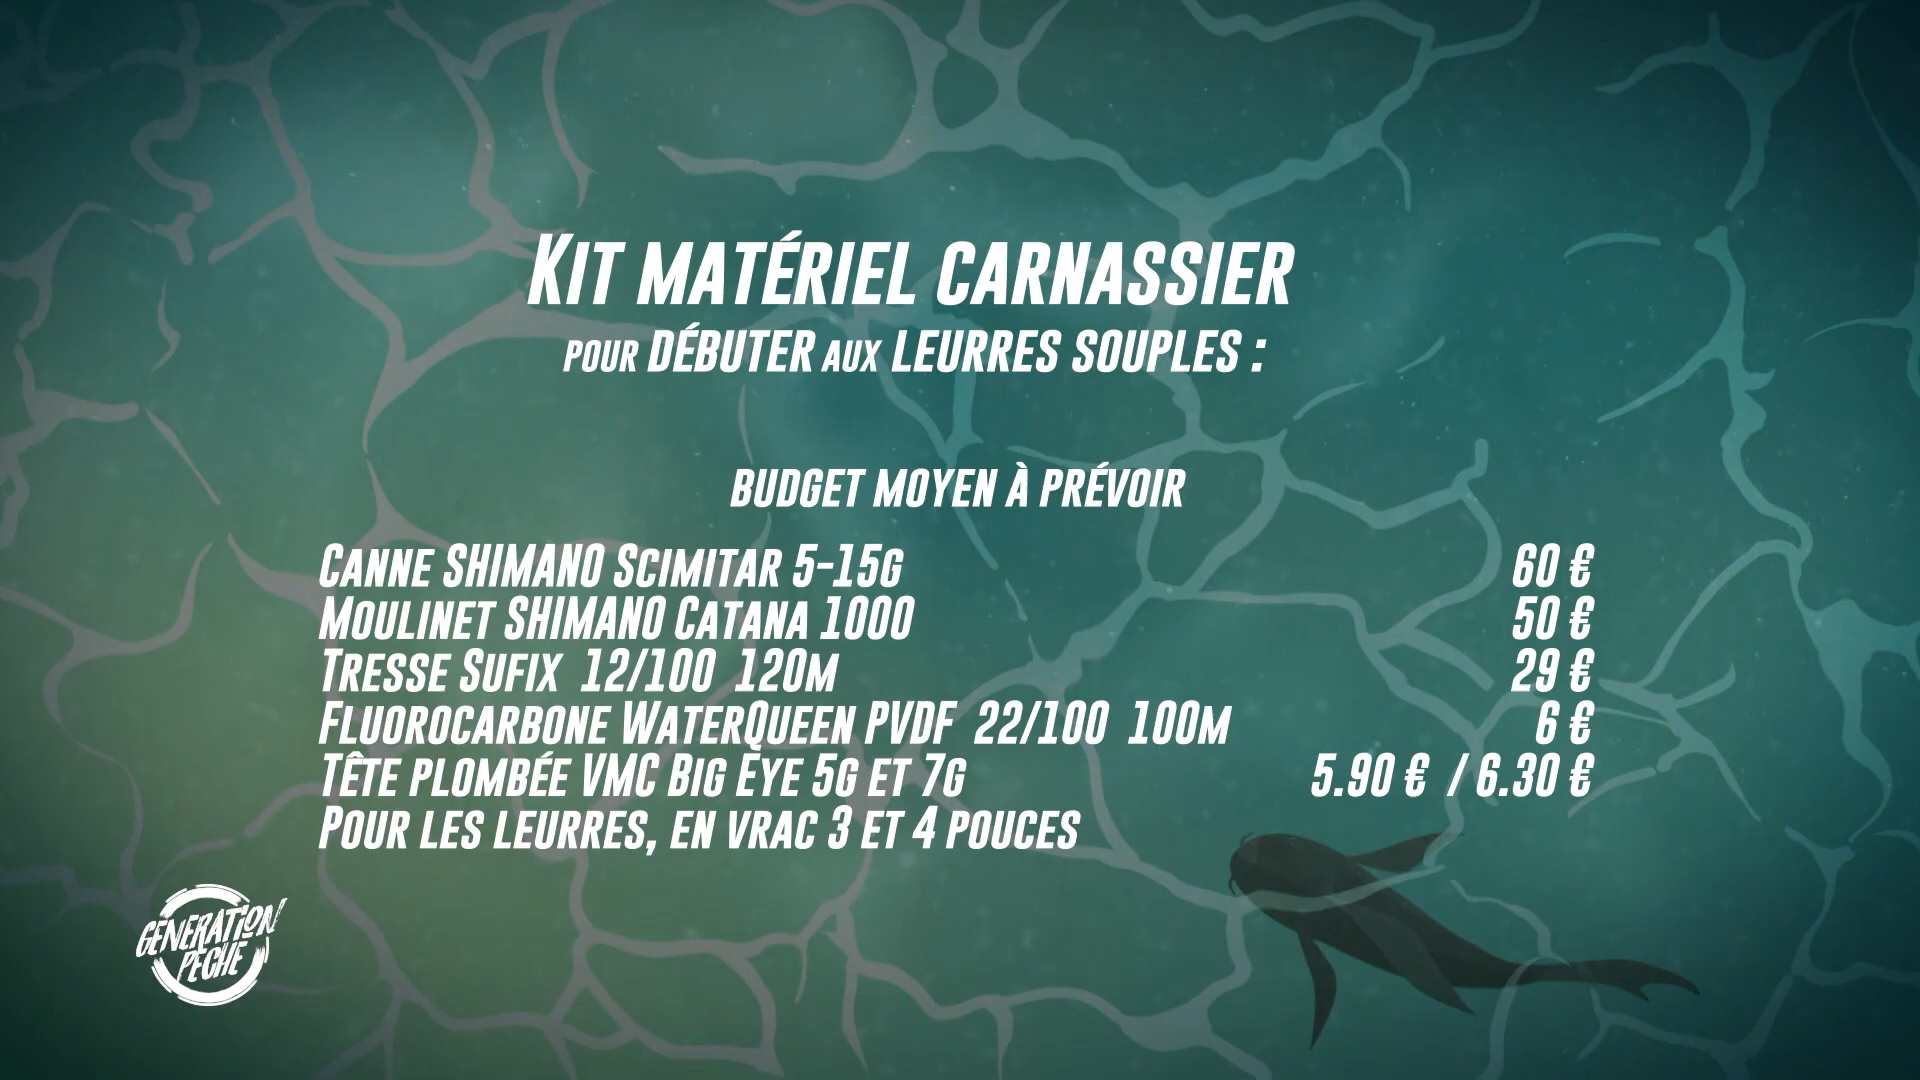 KIT MATÉRIEL CARNASSIER
POUR DÉBUTER AUX LEURRES SOUPLES :
BUDGET MOYEN À PRÉVOIR
CANNE SHIMANO SCIMITAR 5-15G 60 €
MOULINET SHIMANO CATANA 1000 50 €
TRESSE SUFIX 12/100 120M 29 €
FLUOROCARBONE WATERQUEEN PVDF 22/100 100M 6 €
TÊTE PLOMBÉE VMC BIG EYE 5G ET 7G 5.90 € / 6.30 €
POUR LES LEURRES, EN VRAC 3 ET 4 POUCES
GÉNÉRATION
PÊCHE